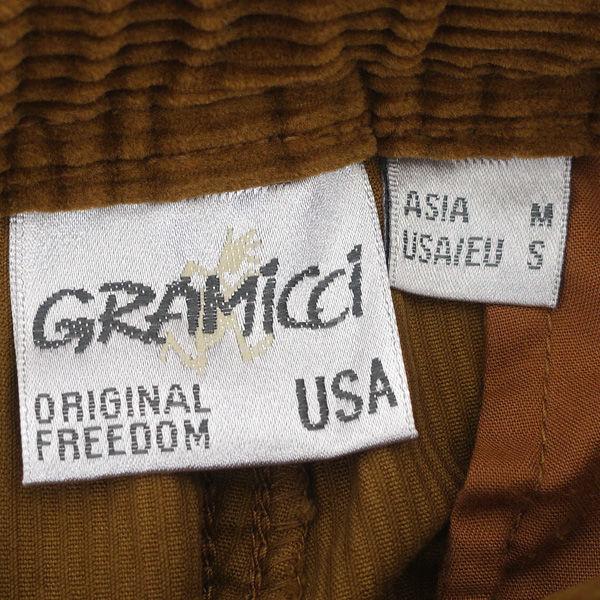 GRAMiCCi
ORIGINAL
FREEDOM
USA
ASIA M
USA/EU S